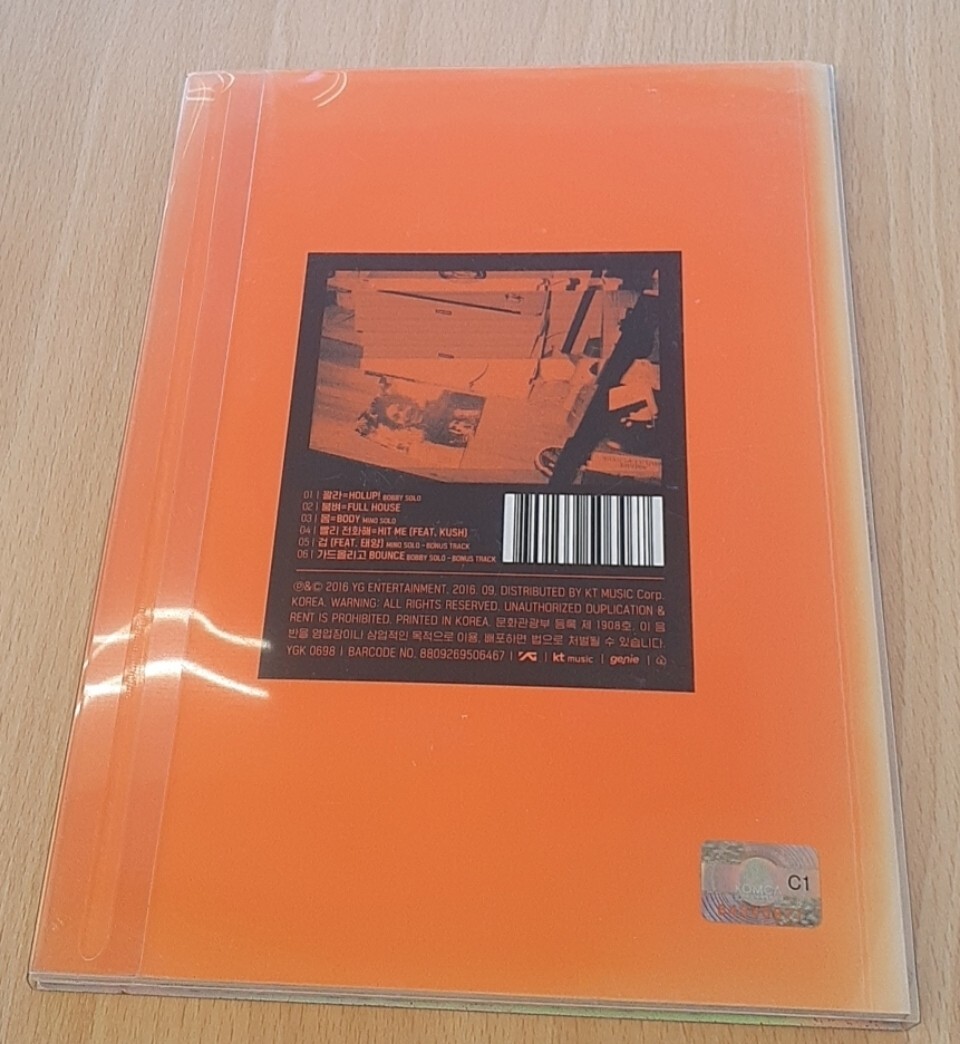 01 | 꽐라=HOLUP! BOBBY SOLO
02 | 붐벼=FULL HOUSE
03 | 몸=BODY MINO SOLO
04 | 빨리 전화해=HIT ME (FEAT. KUSH)
05 | 겁 (FEAT. 태양) MINO SOLO - BONUS TRACK
06 | 가드올리고 BOUNCE BOBBY SOLO - BONUS TRACK
℗&© 2016 YG ENTERTAINMENT. 2016. 09. DISTRIBUTED BY KT MUSIC Corp.
KOREA. WARNING: ALL RIGHTS RESERVED. UNAUTHORIZED DUPLICATION &
RENT IS PROHIBITED. PRINTED IN KOREA. 문화관광부 등록 제 1908호. 이 음
반을 영업장이나 상업적인 목적으로 이용, 배포하면 법으로 처벌될 수 있습니다.
YGK 0698 | BARCODE NO. 8809269506467 | YG | kt music | genie |
KOMCA C1